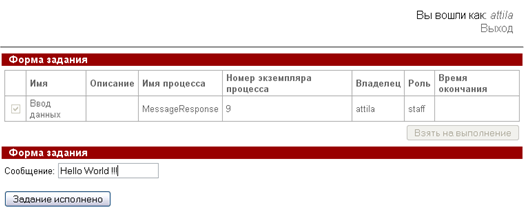 Вы вошли как: attila
Выход
Форма задания
Имя Описание Имя процесса Номер экземпляра процесса Владелец Роль Время окончания
Ввод данных MessageResponse 9 attila staff
Взять на выполнение
Форма задания
Сообщение: Hello World !!!
Задание исполнено